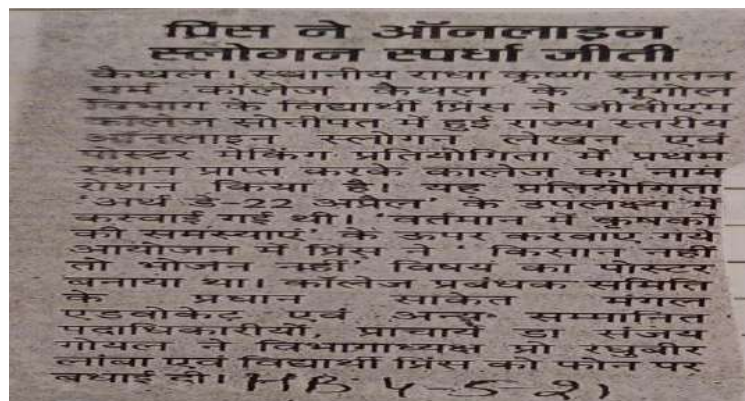 प्रिंस ने ऑनलाइन
स्लोगन स्पर्धा जीती
कैथल। स्थानीय राधा कृष्ण सनातन
धर्म कॉलेज कैथल के भूगोल
विभाग के विद्यार्थी प्रिंस ने जीवीएम
कॉलेज सोनीपत में हुई राज्य स्तरीय
ऑनलाइन स्लोगन लेखन एवं
पोस्टर मेकिंग प्रतियोगिता में प्रथम
स्थान प्राप्त करके कालेज का नाम
रोशन किया है। यह प्रतियोगिता
'अर्थ डे-22 अप्रैल' के उपलक्ष्य में
करवाई गई थी। 'वर्तमान में कृषकों
की समस्याएं' के ऊपर करवाए गये
आयोजन में प्रिंस ने 'किसान नहीं
तो भोजन नहीं' विषय का पोस्टर
बनाया था। कॉलेज प्रबंधक समिति
के प्रधान साकेत मंगल
एडवोकेट एवं अन्य सम्मानित
पदाधिकारीयों, प्राचार्य डा संजय
गोयल ने विभागाध्यक्ष प्रो रघुबीर
लांबा एवं विद्यार्थी प्रिंस को फोन पर
बधाई दी। HB 4-5-21